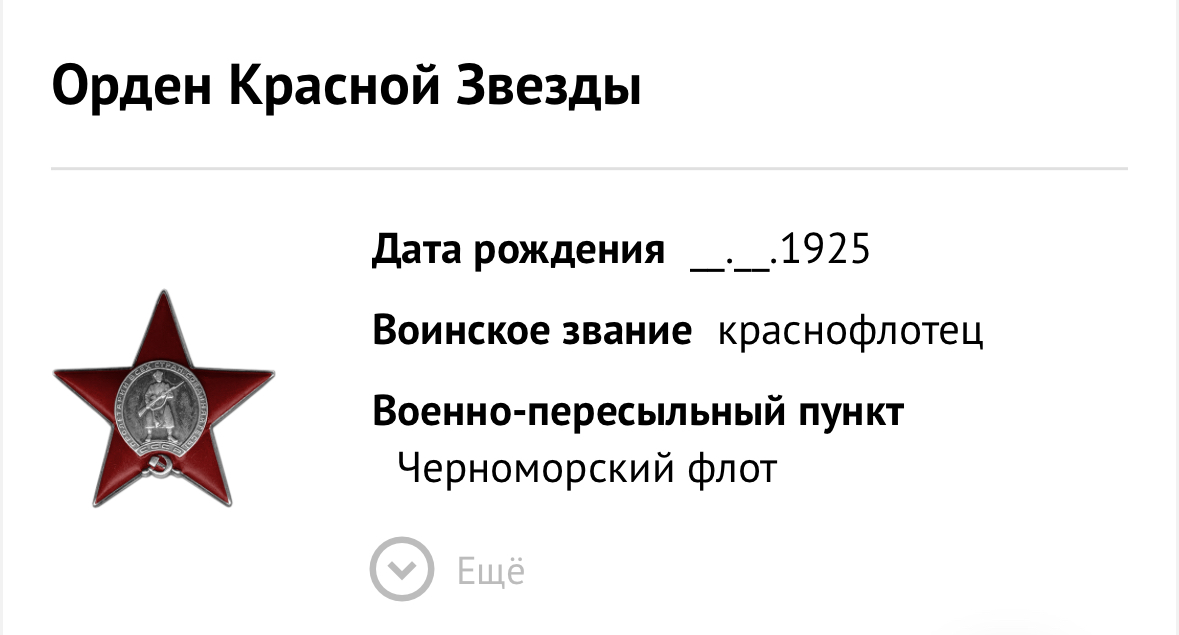 Орден Красной Звезды
Дата рождения __.__.1925
Воинское звание краснофлотец
Военно-пересыльный пункт
Черноморский флот
Ещё